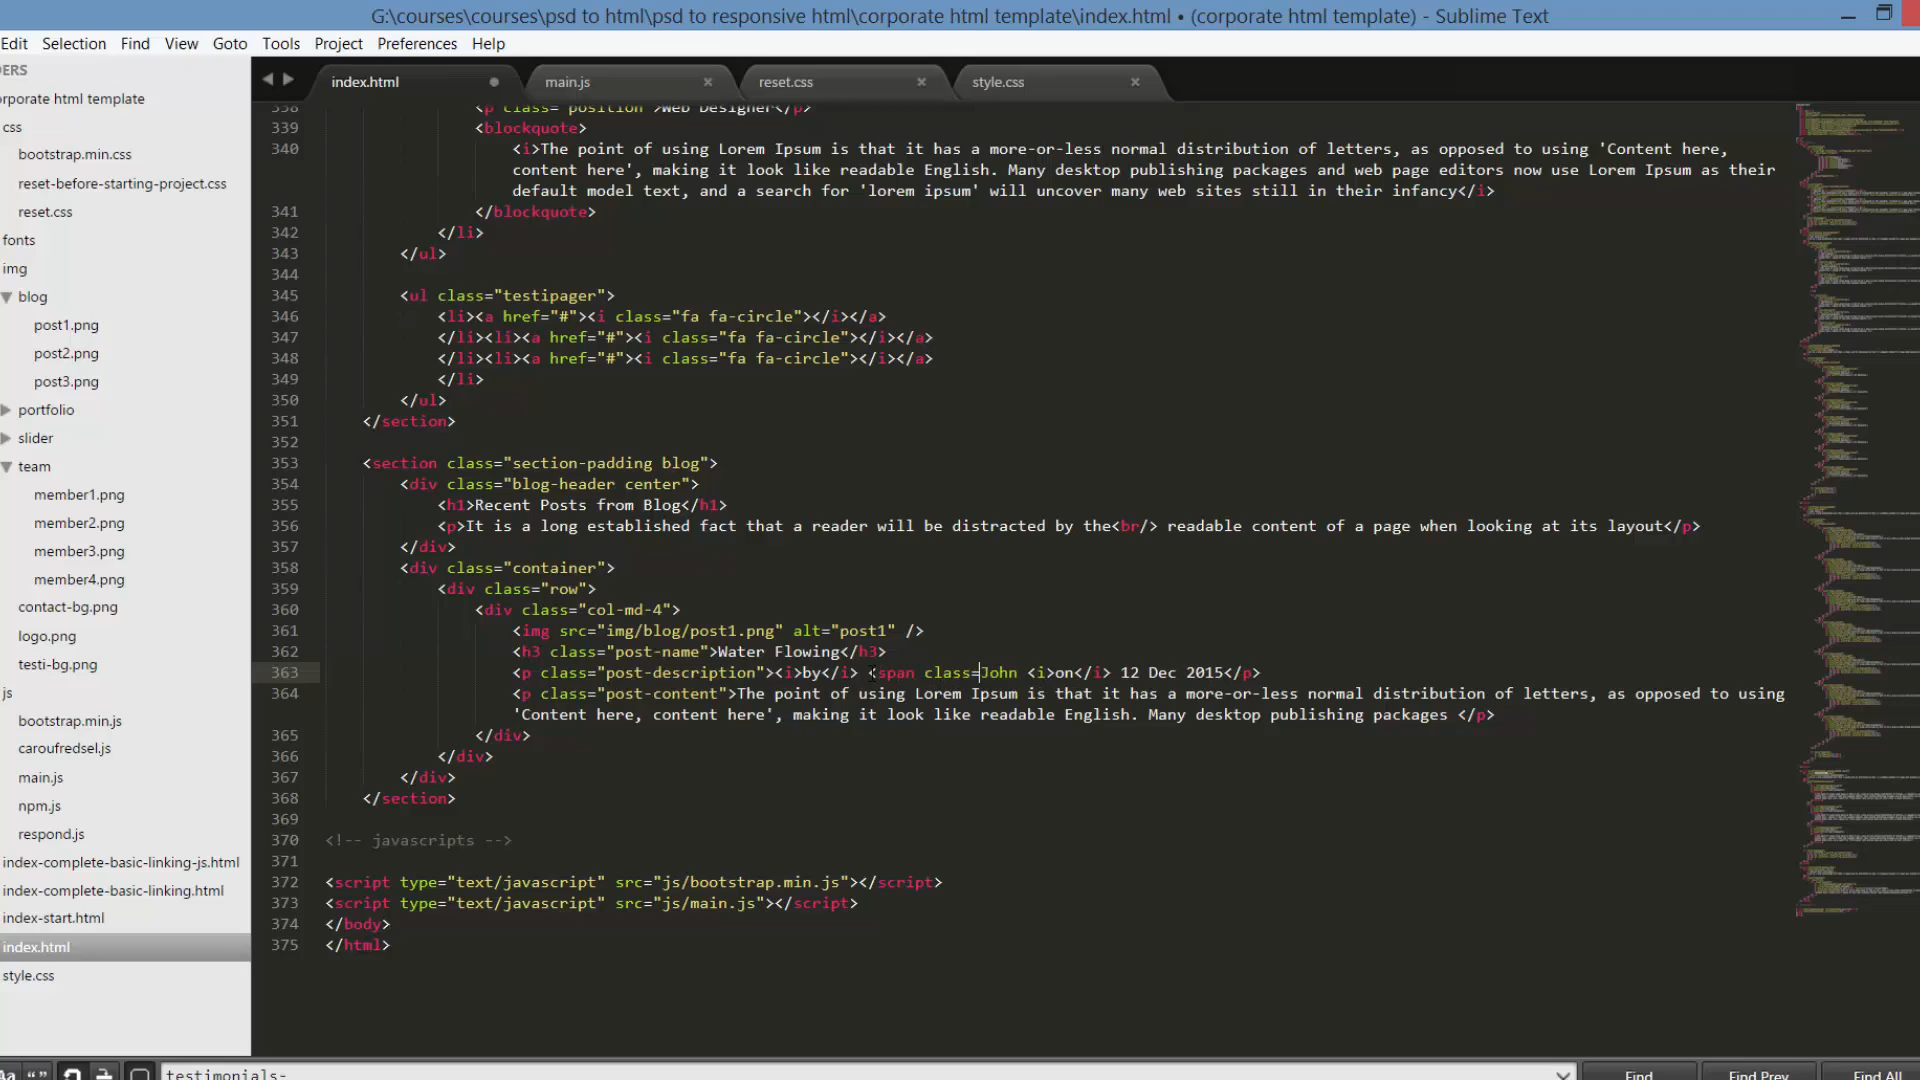 G:\courses\courses\psd to html\psd to responsive html\corporate html template\index.html • (corporate html template) - Sublime Text
Edit Selection Find View Goto Tools Project Preferences Help
DERS
orporate html template
css
bootstrap.min.css
reset-before-starting-project.css
reset.css
fonts
img
blog
post1.png
post2.png
post3.png
portfolio
slider
team
member1.png
member2.png
member3.png
member4.png
contact-bg.png
logo.png
testi-bg.png
js
bootstrap.min.js
caroufredsel.js
main.js
npm.js
respond.js
index-complete-basic-linking-js.html
index-complete-basic-linking.html
index-start.html
index.html
style.css
index.html main.js reset.css style.css
338 <p class="position">Web Designer</p>
339 <blockquote>
340 <i>The point of using Lorem Ipsum is that it has a more-or-less normal distribution of letters, as opposed to using 'Content here,
content here', making it look like readable English. Many desktop publishing packages and web page editors now use Lorem Ipsum as their
default model text, and a search for 'lorem ipsum' will uncover many web sites still in their infancy</i>
341 </blockquote>
342 </li>
343 </ul>
344
345 <ul class="testipager">
346 <li><a href="#"><i class="fa fa-circle"></i></a>
347 </li><li><a href="#"><i class="fa fa-circle"></i></a>
348 </li><li><a href="#"><i class="fa fa-circle"></i></a>
349 </li>
350 </ul>
351 </section>
352
353 <section class="section-padding blog">
354 <div class="blog-header center">
355 <h1>Recent Posts from Blog</h1>
356 <p>It is a long established fact that a reader will be distracted by the<br/> readable content of a page when looking at its layout</p>
357 </div>
358 <div class="container">
359 <div class="row">
360 <div class="col-md-4">
361 <img src="img/blog/post1.png" alt="post1" />
362 <h3 class="post-name">Water Flowing</h3>
363 <p class="post-description"><i>by</i> <span class=John <i>on</i> 12 Dec 2015</p>
364 <p class="post-content">The point of using Lorem Ipsum is that it has a more-or-less normal distribution of letters, as opposed to using
'Content here, content here', making it look like readable English. Many desktop publishing packages </p>
365 </div>
366 </div>
367 </div>
368 </section>
369
370 <!-- javascripts -->
371
372 <script type="text/javascript" src="js/bootstrap.min.js"></script>
373 <script type="text/javascript" src="js/main.js"></script>
374 </body>
375 </html>
Aa “” testimonials- Find Find Prev Find All